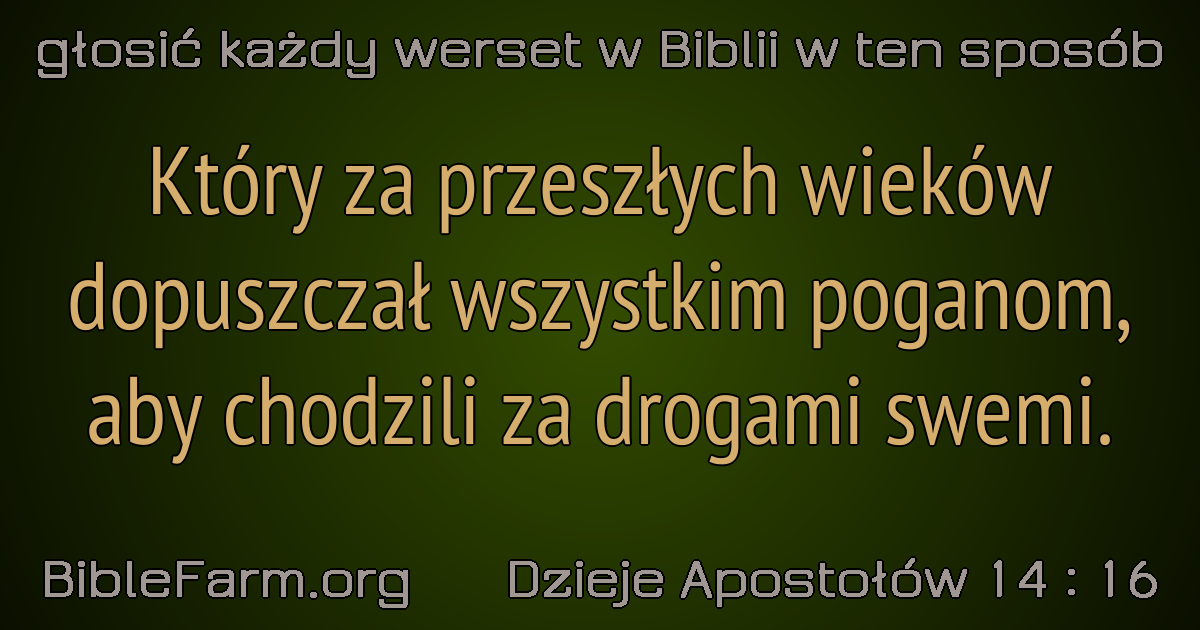 głosić każdy werset w Biblii w ten sposób
Który za przeszłych wieków
dopuszczał wszystkim poganom,
aby chodzili za drogami swemi.
BibleFarm.org Dzieje Apostołów 14 : 16